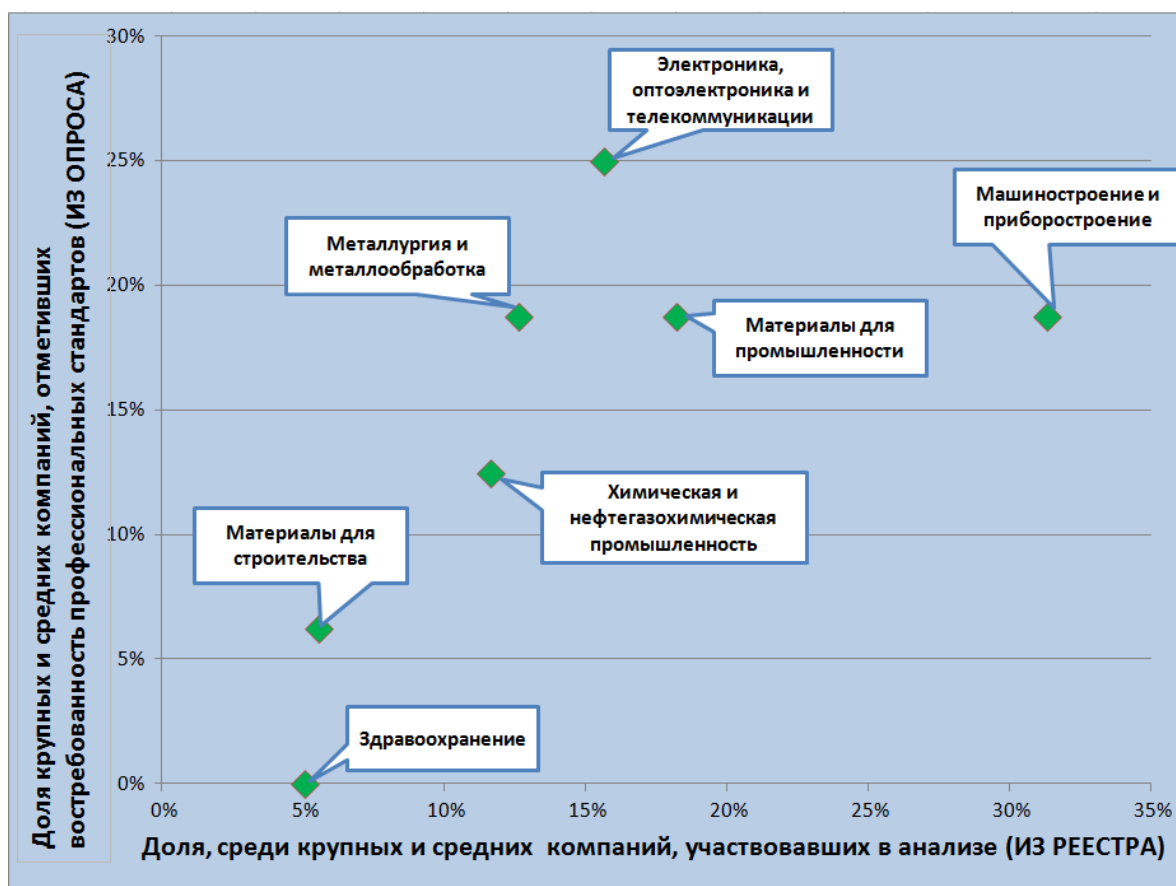 Доля крупных и средних компаний, отметивших
востребованность профессиональных стандартов (ИЗ ОПРОСА)
30%
25%
20%
15%
10%
5%
0%
Электроника,
оптоэлектроника и
телекоммуникации
Машиностроение и
приборостроение
Металлургия и
металлообработка
Материалы для
промышленности
Химическая и
нефтегазохимическая
промышленность
Материалы для
строительства
Здравоохранение
0%
5%
10%
15%
20%
25%
30%
35%
Доля, среди крупных и средних компаний, участвовавших в анализе (ИЗ РЕЕСТРА)